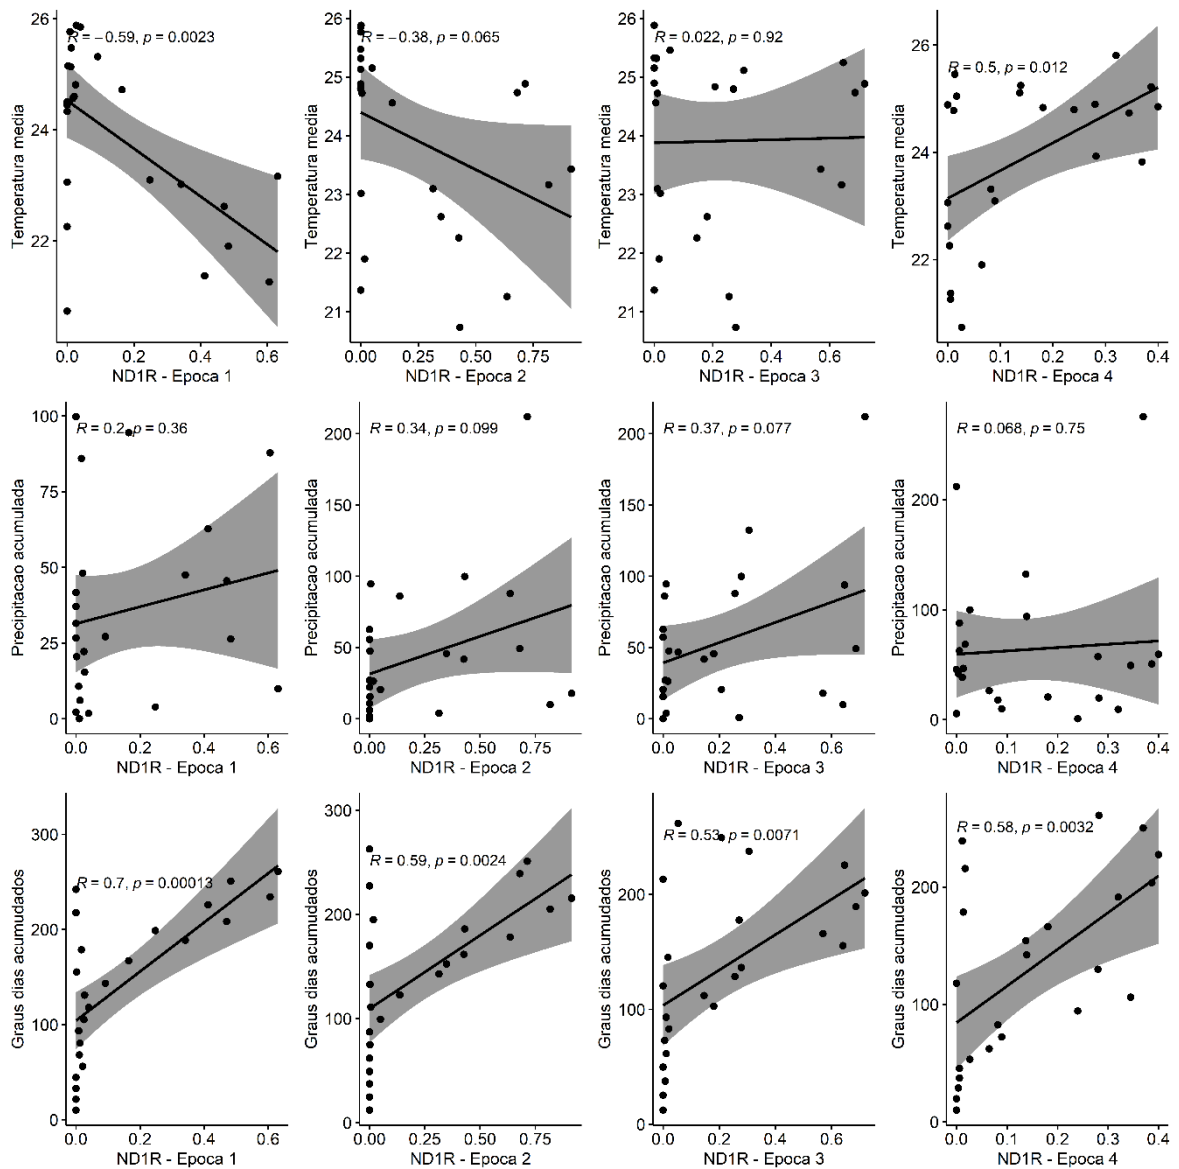 R = −0.59, p = 0.0023
26
24
22
Temperatura media
0.0 0.2 0.4 0.6
ND1R - Epoca 1
R = −0.38, p = 0.065
26
25
24
23
22
21
Temperatura media
0.00 0.25 0.50 0.75
ND1R - Epoca 2
R = 0.022, p = 0.92
26
25
24
23
22
21
Temperatura media
0.0 0.2 0.4 0.6
ND1R - Epoca 3
R = 0.5, p = 0.012
26
24
22
Temperatura media
0.0 0.1 0.2 0.3 0.4
ND1R - Epoca 4
R = 0.2, p = 0.36
100
75
50
25
0
Precipitacao acumulada
0.0 0.2 0.4 0.6
ND1R - Epoca 1
R = 0.34, p = 0.099
200
150
100
50
0
Precipitacao acumulada
0.00 0.25 0.50 0.75
ND1R - Epoca 2
R = 0.37, p = 0.077
200
150
100
50
0
Precipitacao acumulada
0.0 0.2 0.4 0.6
ND1R - Epoca 3
R = 0.068, p = 0.75
200
100
0
Precipitacao acumulada
0.0 0.1 0.2 0.3 0.4
ND1R - Epoca 4
R = 0.7, p = 0.00013
300
200
100
0
Graus dias acumudados
0.0 0.2 0.4 0.6
ND1R - Epoca 1
R = 0.59, p = 0.0024
300
200
100
0
Graus dias acumudados
0.00 0.25 0.50 0.75
ND1R - Epoca 2
R = 0.53, p = 0.0071
200
100
0
Graus dias acumudados
0.0 0.2 0.4 0.6
ND1R - Epoca 3
R = 0.58, p = 0.0032
200
100
0
Graus dias acumudados
0.0 0.1 0.2 0.3 0.4
ND1R - Epoca 4